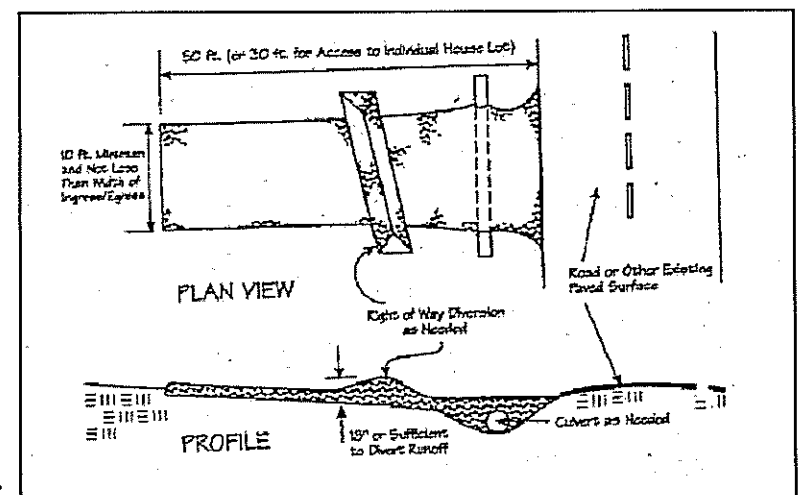 50 ft. (or 30 ft. for Access to Individual House Lot)
10 ft. Minimum
and Not Less
Than Width of
Ingress/Egress
PLAN VIEW
Right of Way Diversion
as Needed
Road or Other Existing
Paved Surface
PROFILE
18" or Sufficient
to Divert Runoff
Culvert as Needed